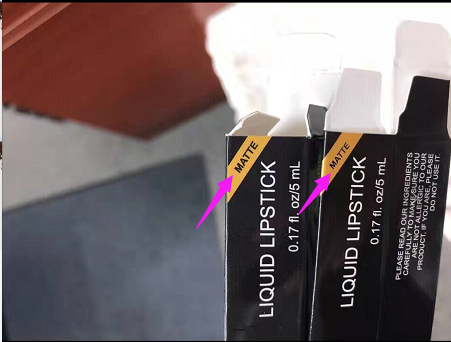 MATTE
LIQUID LIPSTICK
0.17 fl. oz/5 mL
MATTE
LIQUID LIPSTICK
0.17 fl. oz/5 mL
PLEASE READ OUR INGREDIENTS
CAREFULLY TO MAKE SURE YOU
ARE NOT ALLERGIC TO OUR
PRODUCT. IF YOU ARE, PLEASE
DO NOT USE IT.